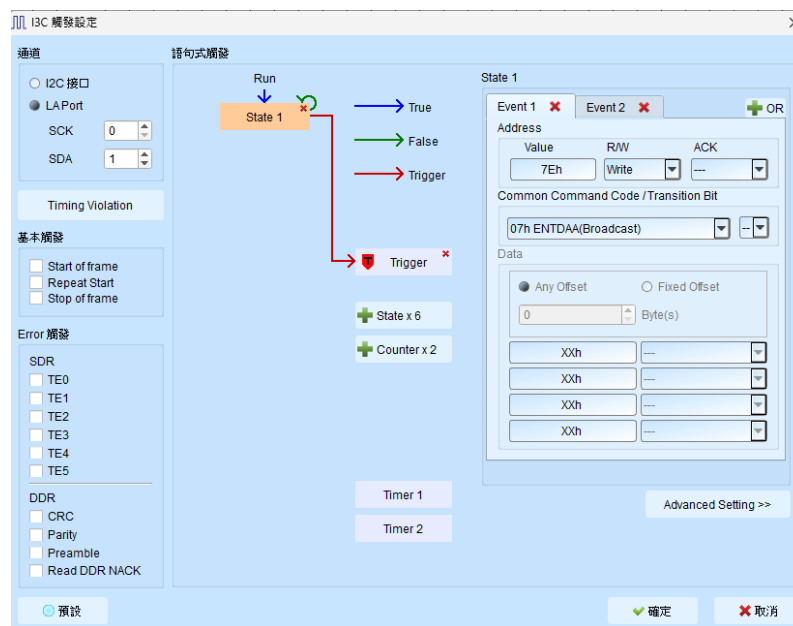 I3C 觸發設定
通道
I2C 接口
LA Port
SCK 0
SDA 1
Timing Violation
基本觸發
Start of frame
Repeat Start
Stop of frame
Error 觸發
SDR
TE0
TE1
TE2
TE3
TE4
TE5
DDR
CRC
Parity
Preamble
Read DDR NACK
預設
語句式觸發
Run
State 1
True
False
Trigger
Trigger
State x 6
Counter x 2
Timer 1
Timer 2
State 1
Event 1 Event 2 OR
Address
Value R/W ACK
7Eh Write ---
Common Command Code / Transition Bit
07h ENTDAA(Broadcast) --
Data
Any Offset Fixed Offset
0 Byte(s)
XXh ---
XXh ---
XXh ---
XXh ---
Advanced Setting >>
確定 取消